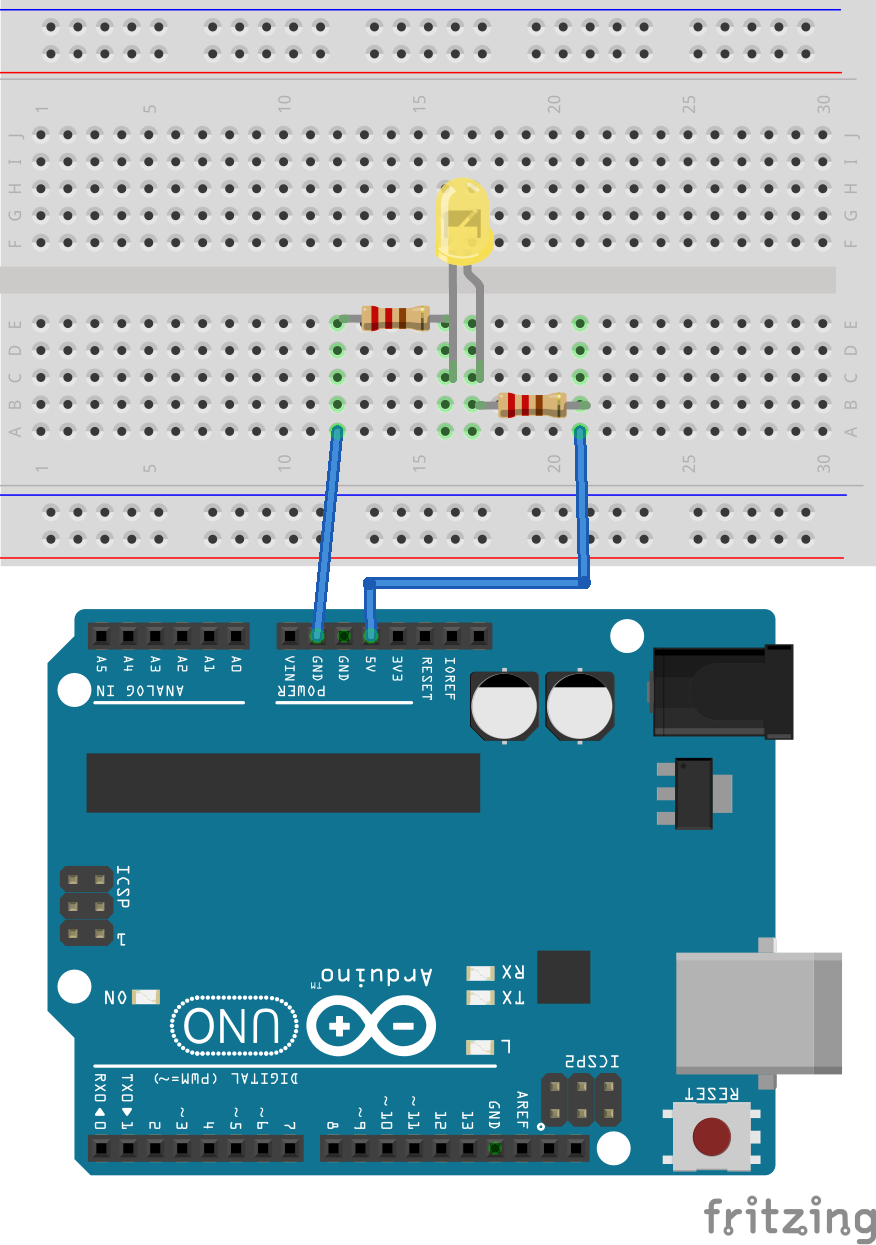 1 5 10 15 20 25 30
J J
I I
H H
G G
F F
E E
D D
C C
B B
A A
1 5 10 15 20 25 30
A5 A4 A3 A2 A1 A0 VIN GND GND 5V 3V3 RESET IOREF
ANALOG IN POWER
ICSP
1
Arduino™
RX
TX
ON
UNO
L
ICSP2
DIGITAL (PWM=~)
RX0◀0 TX0▶1 2 ~3 4 ~5 ~6 7 8 ~9 ~10 ~11 12 13 GND AREF
RESET
fritzing